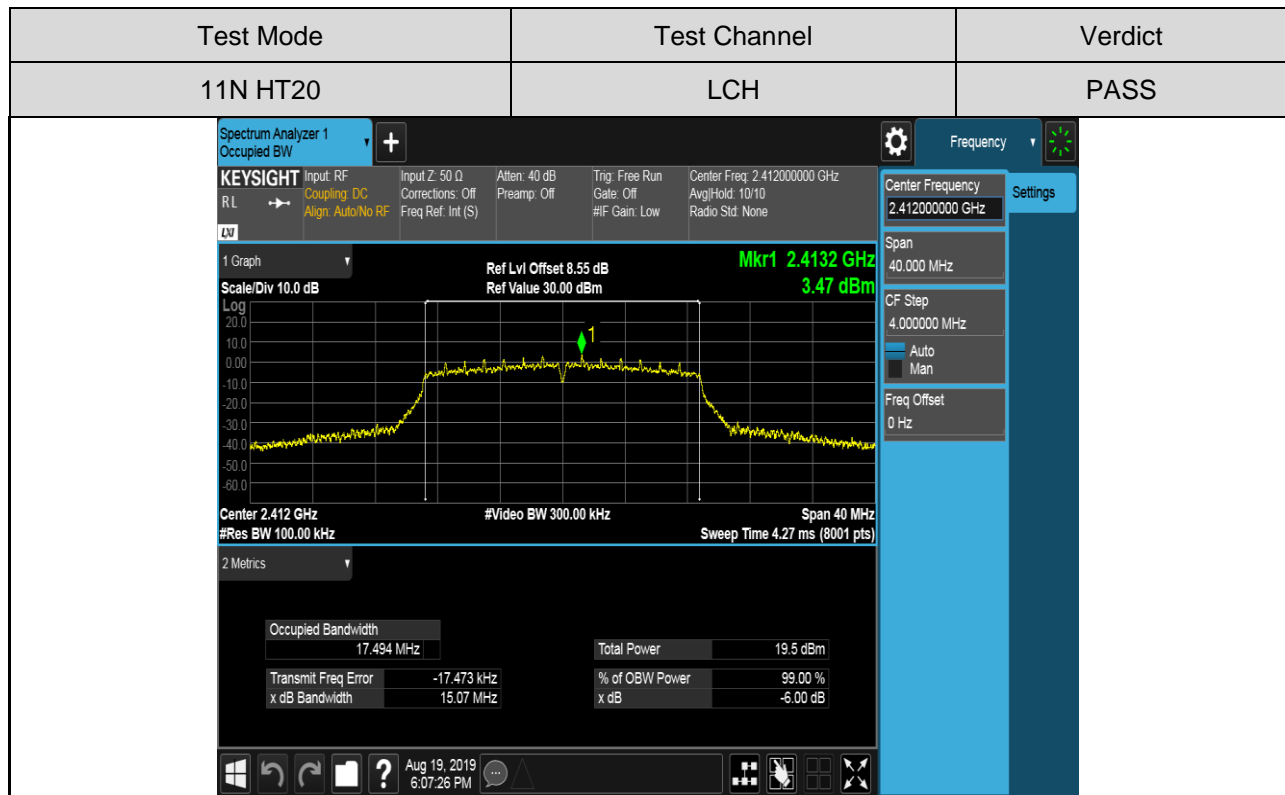 Test Mode Test Channel Verdict
11N HT20 LCH PASS
Spectrum Analyzer 1
Occupied BW
+
Frequency
KEYSIGHT
RL
LXI
Input: RF
Coupling: DC
Align: Auto/No RF
Input Z: 50 Ω
Corrections: Off
Freq Ref: Int (S)
Atten: 40 dB
Preamp: Off
Trig: Free Run
Gate: Off
#IF Gain: Low
Center Freq: 2.412000000 GHz
Avg|Hold: 10/10
Radio Std: None
Center Frequency
2.412000000 GHz
Settings
Span
40.000 MHz
CF Step
4.000000 MHz
Auto
Man
Freq Offset
0 Hz
1 Graph
Scale/Div 10.0 dB
Ref Lvl Offset 8.55 dB
Ref Value 30.00 dBm
Mkr1 2.4132 GHz
3.47 dBm
Log
20.0
10.0
0.00
-10.0
-20.0
-30.0
-40.0
-50.0
-60.0
1
Center 2.412 GHz #Video BW 300.00 kHz Span 40 MHz
#Res BW 100.00 kHz Sweep Time 4.27 ms (8001 pts)
2 Metrics
Occupied Bandwidth
17.494 MHz
Total Power 19.5 dBm
Transmit Freq Error -17.473 kHz % of OBW Power 99.00 %
x dB Bandwidth 15.07 MHz x dB -6.00 dB
?
Aug 19, 2019
6:07:26 PM